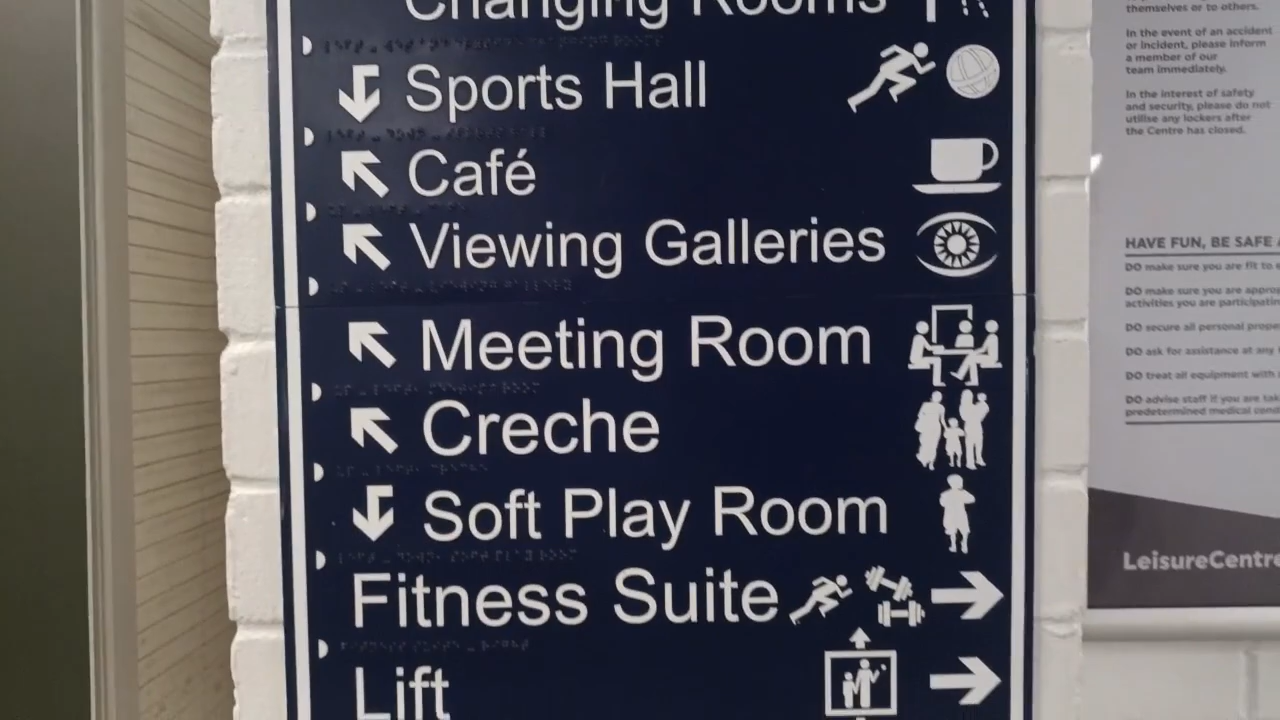 Changing Rooms
Sports Hall
Café
Viewing Galleries
Meeting Room
Creche
Soft Play Room
Fitness Suite
Lift
themselves or to others.
In the event of an accident
or incident, please inform
a member of our
team immediately.
In the interest of safety
and security, please do not
utilise any lockers after
the Centre has closed.
HAVE FUN, BE SAFE
DO make sure you are fit to
DO make sure you are
activities you are
DO secure all personal
DO ask for assistance at any
DO treat all equipment with
DO advise staff if you are
predetermined medical
LeisureCentre